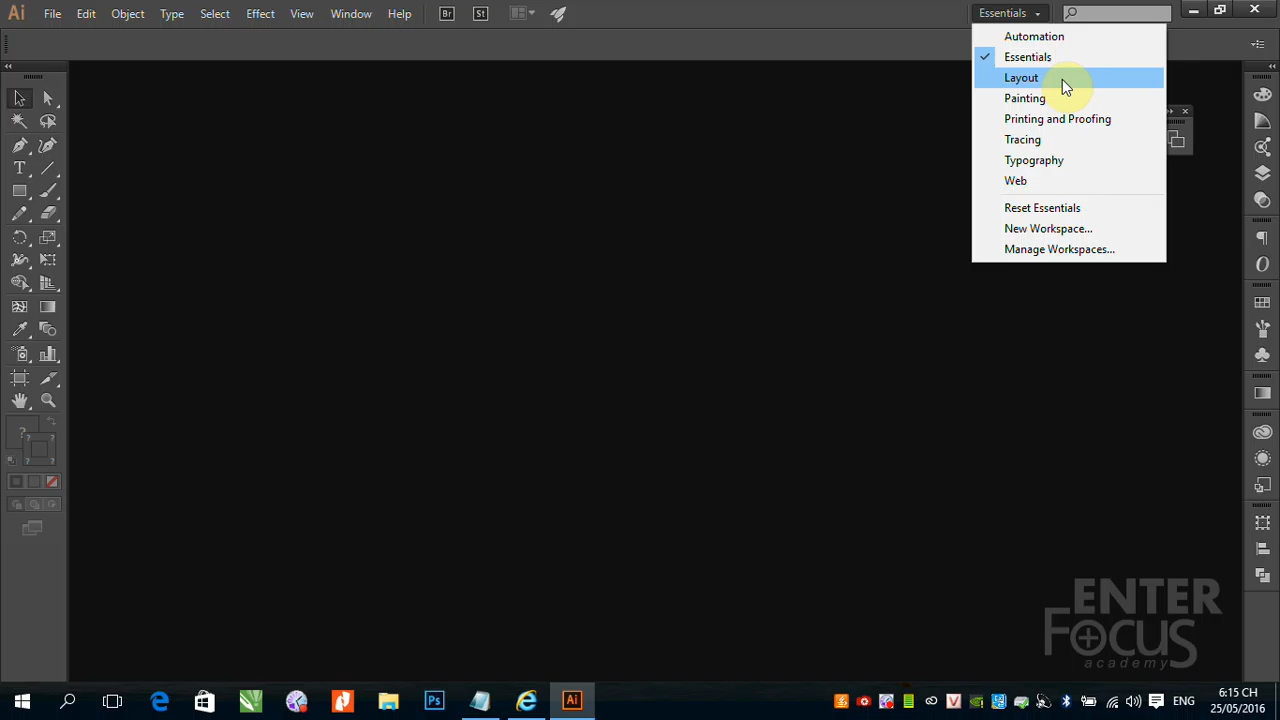 Ai File Edit Object Type Select Effect View Window Help Br St Essentials
Automation
Essentials
Layout
Painting
Printing and Proofing
Tracing
Typography
Web
Reset Essentials
New Workspace...
Manage Workspaces...
T
? 
? ?
? ?
ENTER
FOCUS
academy
Ps Ai V ENG 6:15 CH
25/05/2016